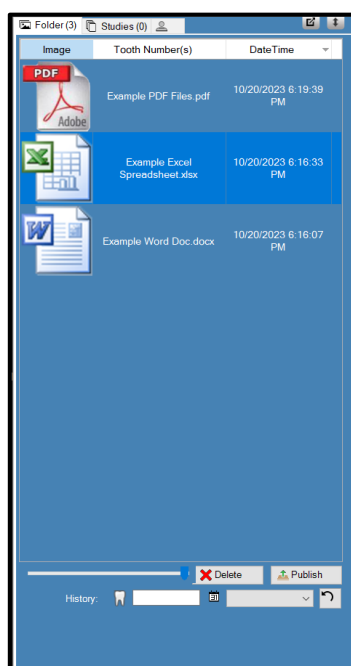 Folder (3) Studies (0)
Image Tooth Number(s) DateTime
PDF
Adobe
Example PDF Files.pdf
10/20/2023 6:19:39
PM
X
Example Excel
Spreadsheet.xlsx
10/20/2023 6:16:33
PM
W
Example Word Doc.docx
10/20/2023 6:16:07
PM
Delete Publish
History: